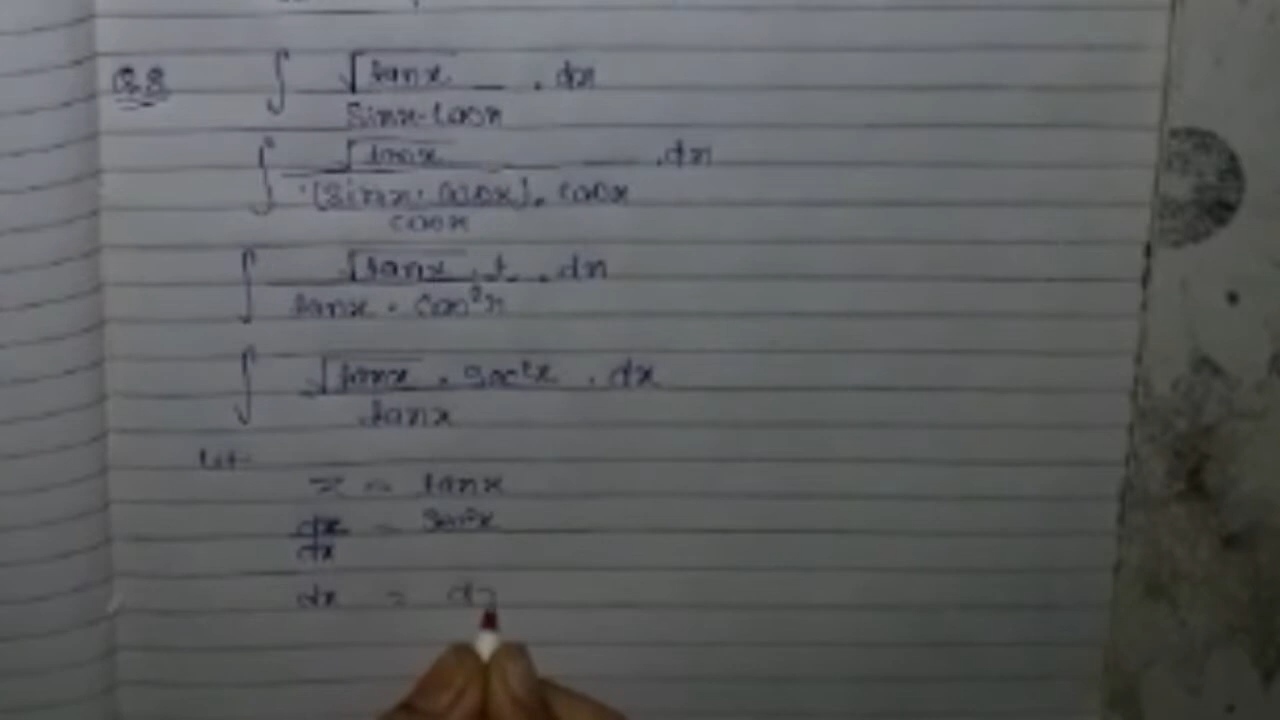 Q.8 ∫ √tanx / Sinx·Cosx . dx
∫ √tanx / (Sinx · cosx) . cosx / cosx . dx
∫ √tanx · 1 / tanx · Cos²x . dx
∫ √tanx · Sec²x / tanx . dx
Let
z = tanx
dz/dx = Sec²x
dx = dz